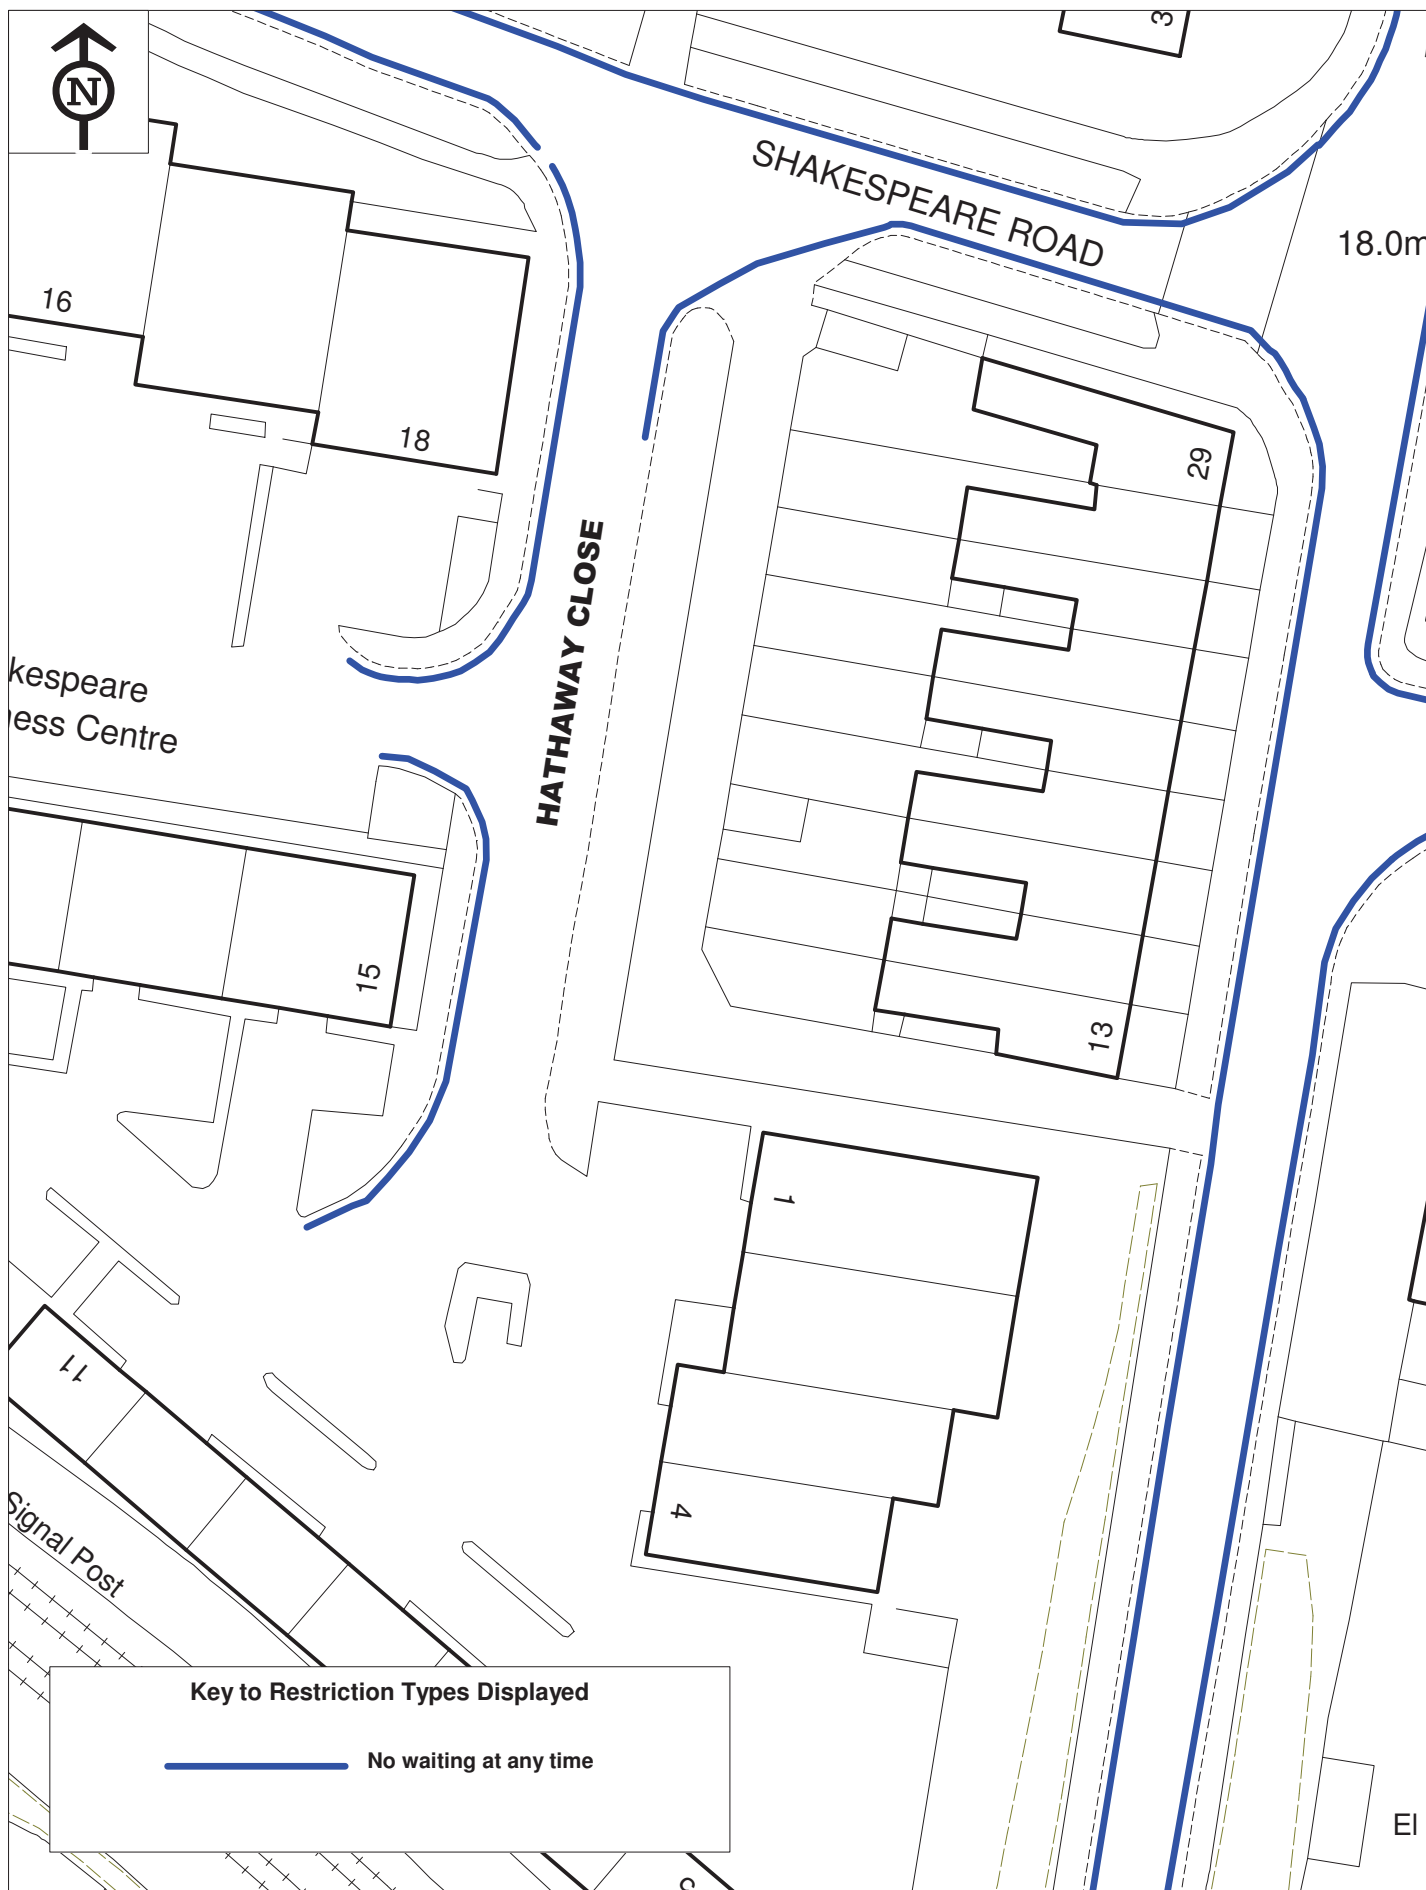 N
SHAKESPEARE ROAD
18.0m
16
18
29
HATHAWAY CLOSE
kespeare
ness Centre
15
13
1
11
4
Signal Post
Key to Restriction Types Displayed
No waiting at any time
El